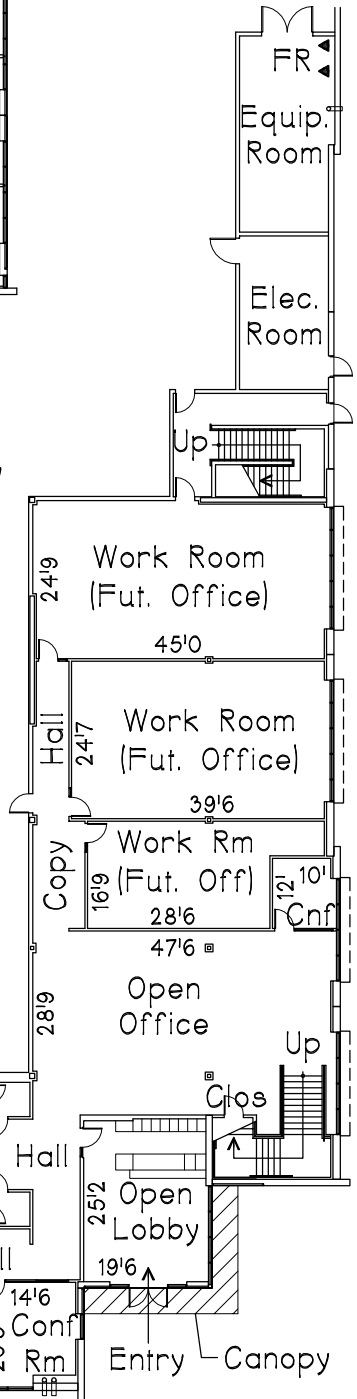 FR
Equip.
Room
Elec.
Room
Up
Work Room
(Fut. Office)
24'9
45'0
Hall
Work Room
(Fut. Office)
24'7
39'6
Copy
Work Rm
(Fut. Off)
16'9
28'6
12'
10'
Cnf
47'6
28'9
Open
Office
Up
Clos
Hall
25'2
Open
Lobby
19'6
14'6
Conf
Rm
Entry
Canopy